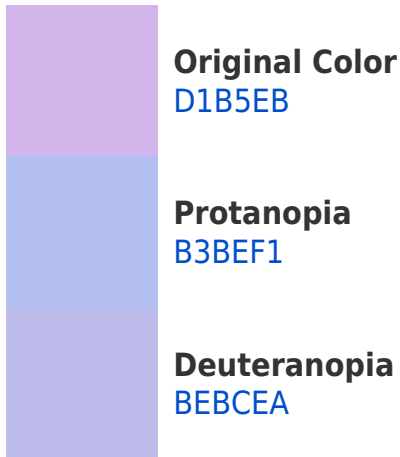 Original Color
D1B5EB
Protanopia
B3BEF1
Deuteranopia
BEBCEA